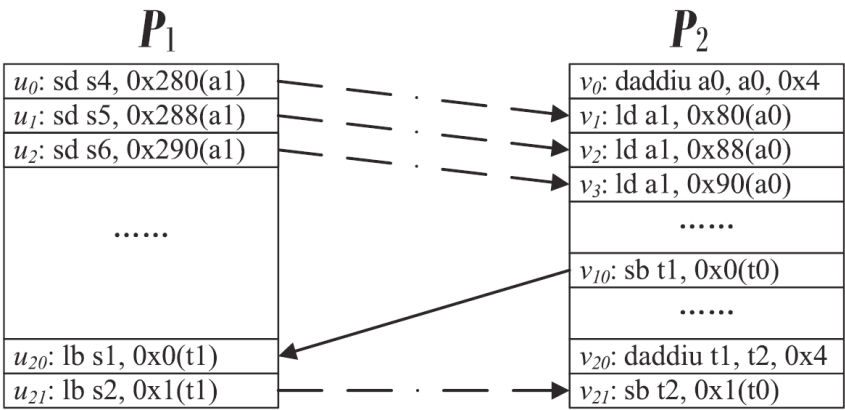 P1
u0: sd s4, 0x280(a1)
u1: sd s5, 0x288(a1)
u2: sd s6, 0x290(a1)
......
u20: lb s1, 0x0(t1)
u21: lb s2, 0x1(t1)
P2
v0: daddiu a0, a0, 0x4
v1: ld a1, 0x80(a0)
v2: ld a1, 0x88(a0)
v3: ld a1, 0x90(a0)
......
v10: sb t1, 0x0(t0)
......
v20: daddiu t1, t2, 0x4
v21: sb t2, 0x1(t0)